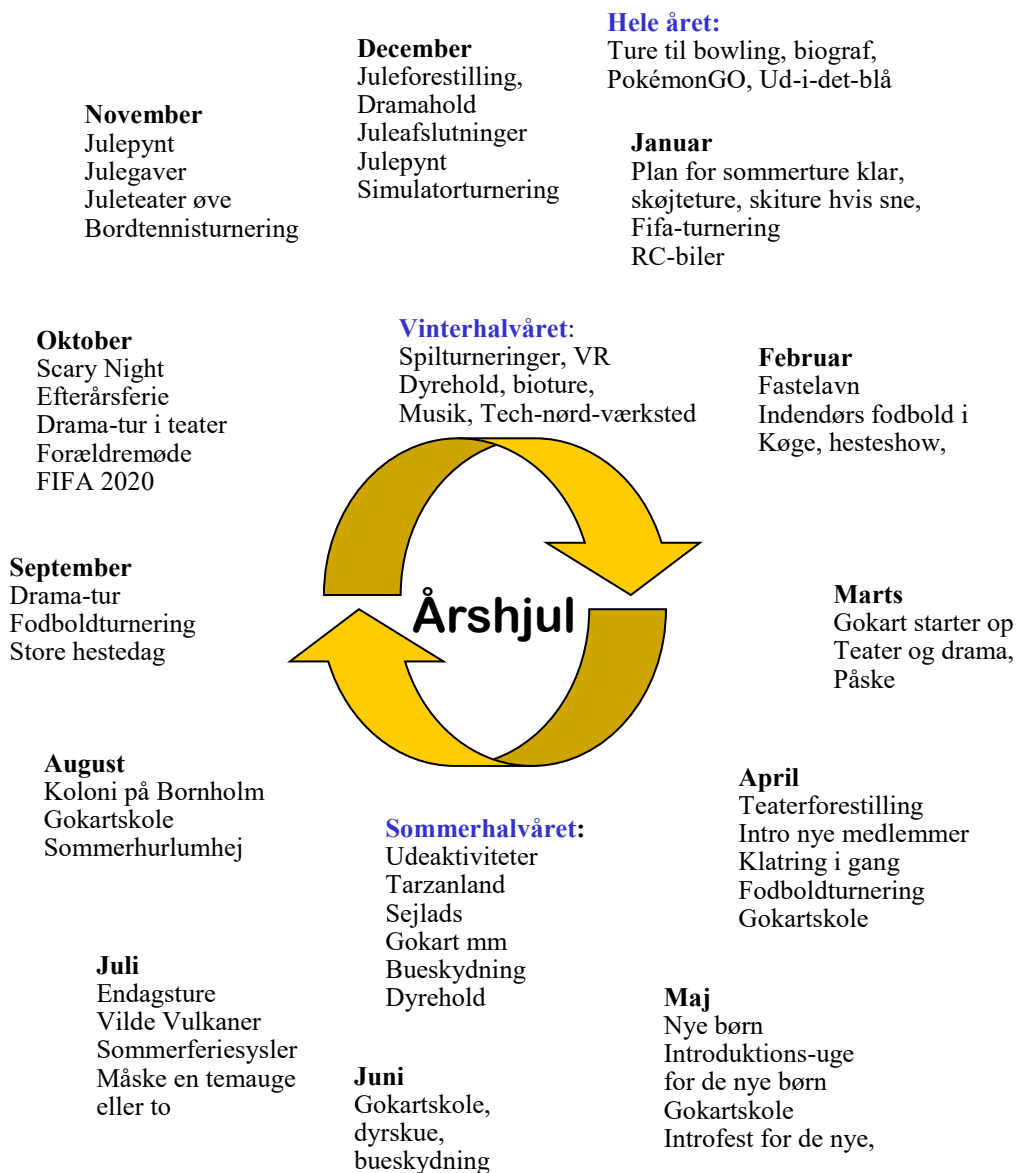 Hele året:
Ture til bowling, biograf,
PokémonGO, Ud-i-det-blå
December
Juleforestilling,
Dramahold
Juleafslutninger
Julepynt
Simulatorturnering
November
Julepynt
Julegaver
Juleteater øve
Bordtennisturnering
Januar
Plan for sommerture klar,
skøjteture, skiture hvis sne,
Fifa-turnering
RC-biler
Oktober
Scary Night
Efterårsferie
Drama-tur i teater
Forældremøde
FIFA 2020
Vinterhalvåret:
Spilturneringer, VR
Dyrehold, bioture,
Musik, Tech-nørd-værksted
Februar
Fastelavn
Indendørs fodbold i
Køge, hesteshow,
September
Drama-tur
Fodboldturnering
Store hestedag
Årshjul
Marts
Gokart starter op
Teater og drama,
Påske
August
Koloni på Bornholm
Gokartskole
Sommerhurlumhej
Sommerhalvåret:
Udeaktiviteter
Tarzanland
Sejlads
Gokart mm
Bueskydning
Dyrehold
April
Teaterforestilling
Intro nye medlemmer
Klatring i gang
Fodboldturnering
Gokartskole
Juli
Endagsture
Vilde Vulkaner
Sommerferiesysler
Måske en temauge
eller to
Juni
Gokartskole,
dyrskue,
bueskydning
Maj
Nye børn
Introduktions-uge
for de nye børn
Gokartskole
Introfest for de nye,